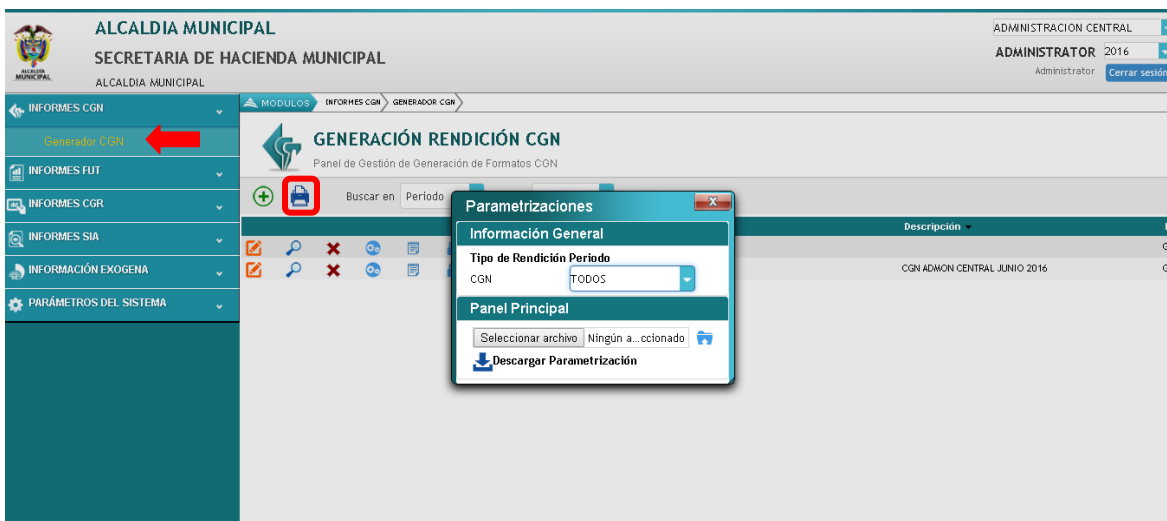 ALCALDIA MUNICIPAL
SECRETARIA DE HACIENDA MUNICIPAL
ALCALDIA MUNICIPAL
ALCALDIA
MUNICIPAL
ADMINISTRACION CENTRAL
ADMINISTRATOR 2016
Administrator Cerrar sesión
INFORMES CGN
Generador CGN
INFORMES FUT
INFORMES CGR
INFORMES SIA
INFORMACIÓN EXOGENA
PARÁMETROS DEL SISTEMA
MODULOS INFORMES CGN GENERADOR CGN
GENERACIÓN RENDICIÓN CGN
Panel de Gestión de Generación de Formatos CGN
Buscar en Periodo
Descripción
CGN ADMON CENTRAL JUNIO 2016
Parametrizaciones
Información General
Tipo de Rendición Periodo
CGN TODOS
Panel Principal
Seleccionar archivo Ningún a...ccionado
Descargar Parametrización